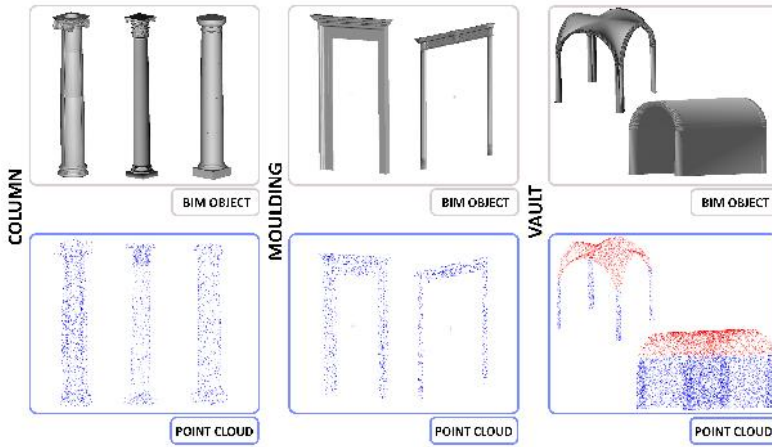 COLUMN
BIM OBJECT
POINT CLOUD
MOULDING
BIM OBJECT
POINT CLOUD
VAULT
BIM OBJECT
POINT CLOUD